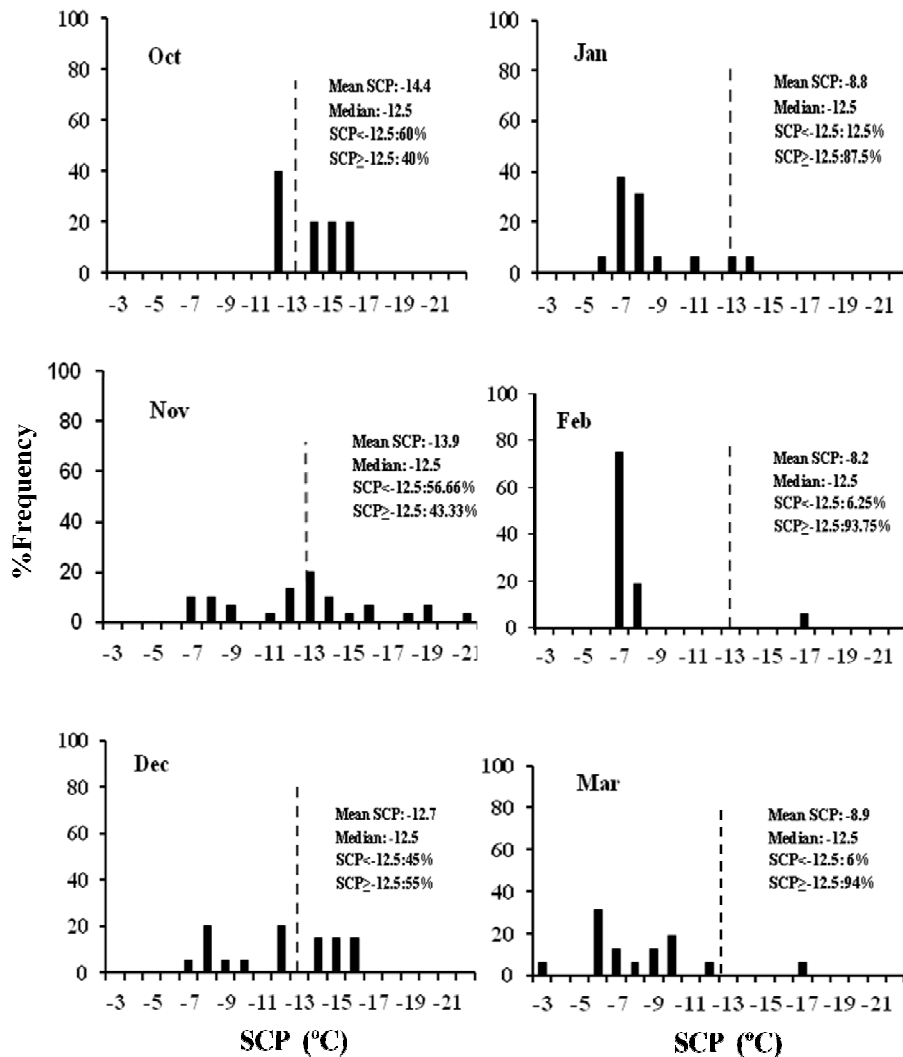 100
80
60
40
20
0
Oct
Mean SCP: -14.4
Median: -12.5
SCP<-12.5:60%
SCP≥-12.5: 40%
-3 -5 -7 -9 -11 -13 -15 -17 -19 -21
100
80
60
40
20
0
Jan
Mean SCP: -8.8
Median: -12.5
SCP<-12.5: 12.5%
SCP≥-12.5:87.5%
-3 -5 -7 -9 -11 -13 -15 -17 -19 -21
%Frequency
100
80
60
40
20
0
Nov
Mean SCP: -13.9
Median: -12.5
SCP<-12.5:56.66%
SCP≥-12.5: 43.33%
-3 -5 -7 -9 -11 -13 -15 -17 -19 -21
100
80
60
40
20
0
Feb
Mean SCP: -8.2
Median: -12.5
SCP<-12.5: 6.25%
SCP≥-12.5:93.75%
-3 -5 -7 -9 -11 -13 -15 -17 -19 -21
100
80
60
40
20
0
Dec
Mean SCP: -12.7
Median: -12.5
SCP<-12.5:45%
SCP≥-12.5:55%
-3 -5 -7 -9 -11 -13 -15 -17 -19 -21
SCP (ºC)
100
80
60
40
20
0
Mar
Mean SCP: -8.9
Median: -12.5
SCP<-12.5: 6%
SCP≥-12.5:94%
-3 -5 -7 -9 -11 -13 -15 -17 -19 -21
SCP (ºC)